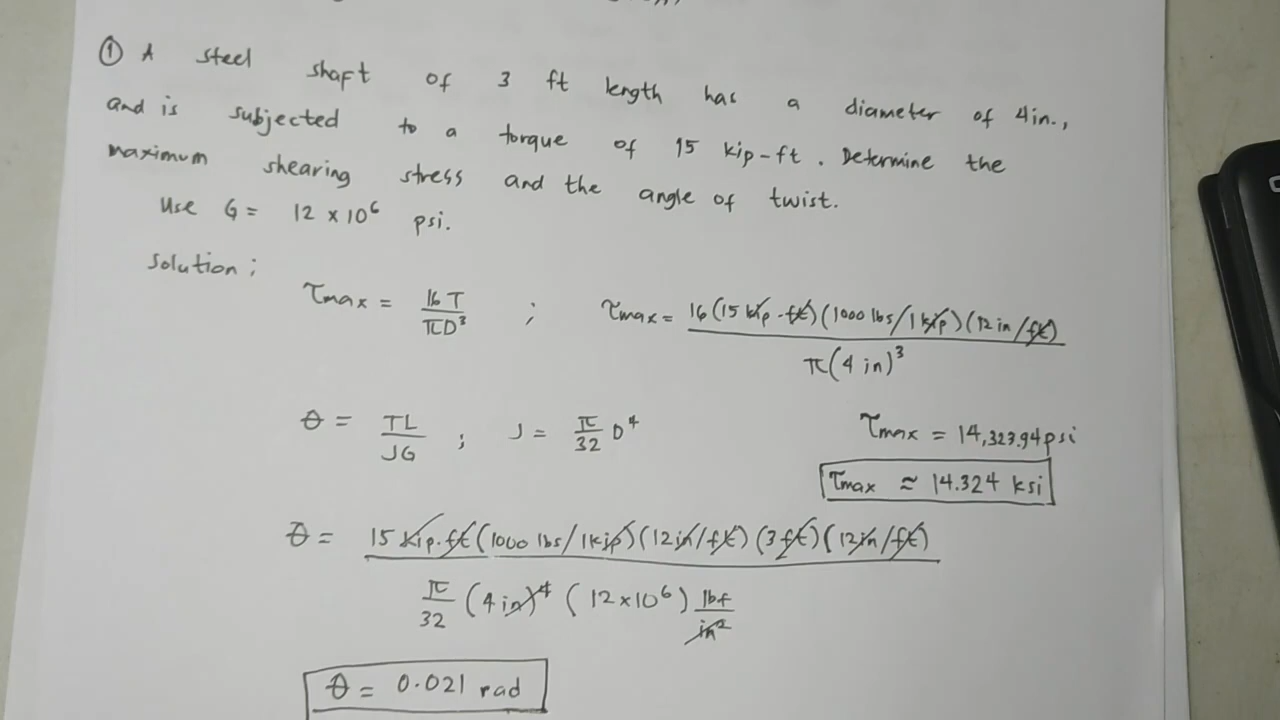 ① A steel shaft of 3 ft length has a diameter of 4in.,
and is subjected to a torque of 15 kip-ft. Determine the
maximum shearing stress and the angle of twist.
Use G = 12 x 10⁶ psi.
Solution;
τmax = 16T / πD³ ; τmax = 16 (15 kip-ft)(1000 lbs/1kip)(12 in/ft) / π(4 in)³
θ = TL / JG ; J = π/32 D⁴
τmax = 14,323.94psi
τmax ≈ 14.324 ksi
θ = 15 kip.ft (1000 lbs/1kip)(12in/ft)(3 ft)(12in/ft) / π/32 (4 in)⁴ (12x10⁶) lbf/in²
θ = 0.021 rad